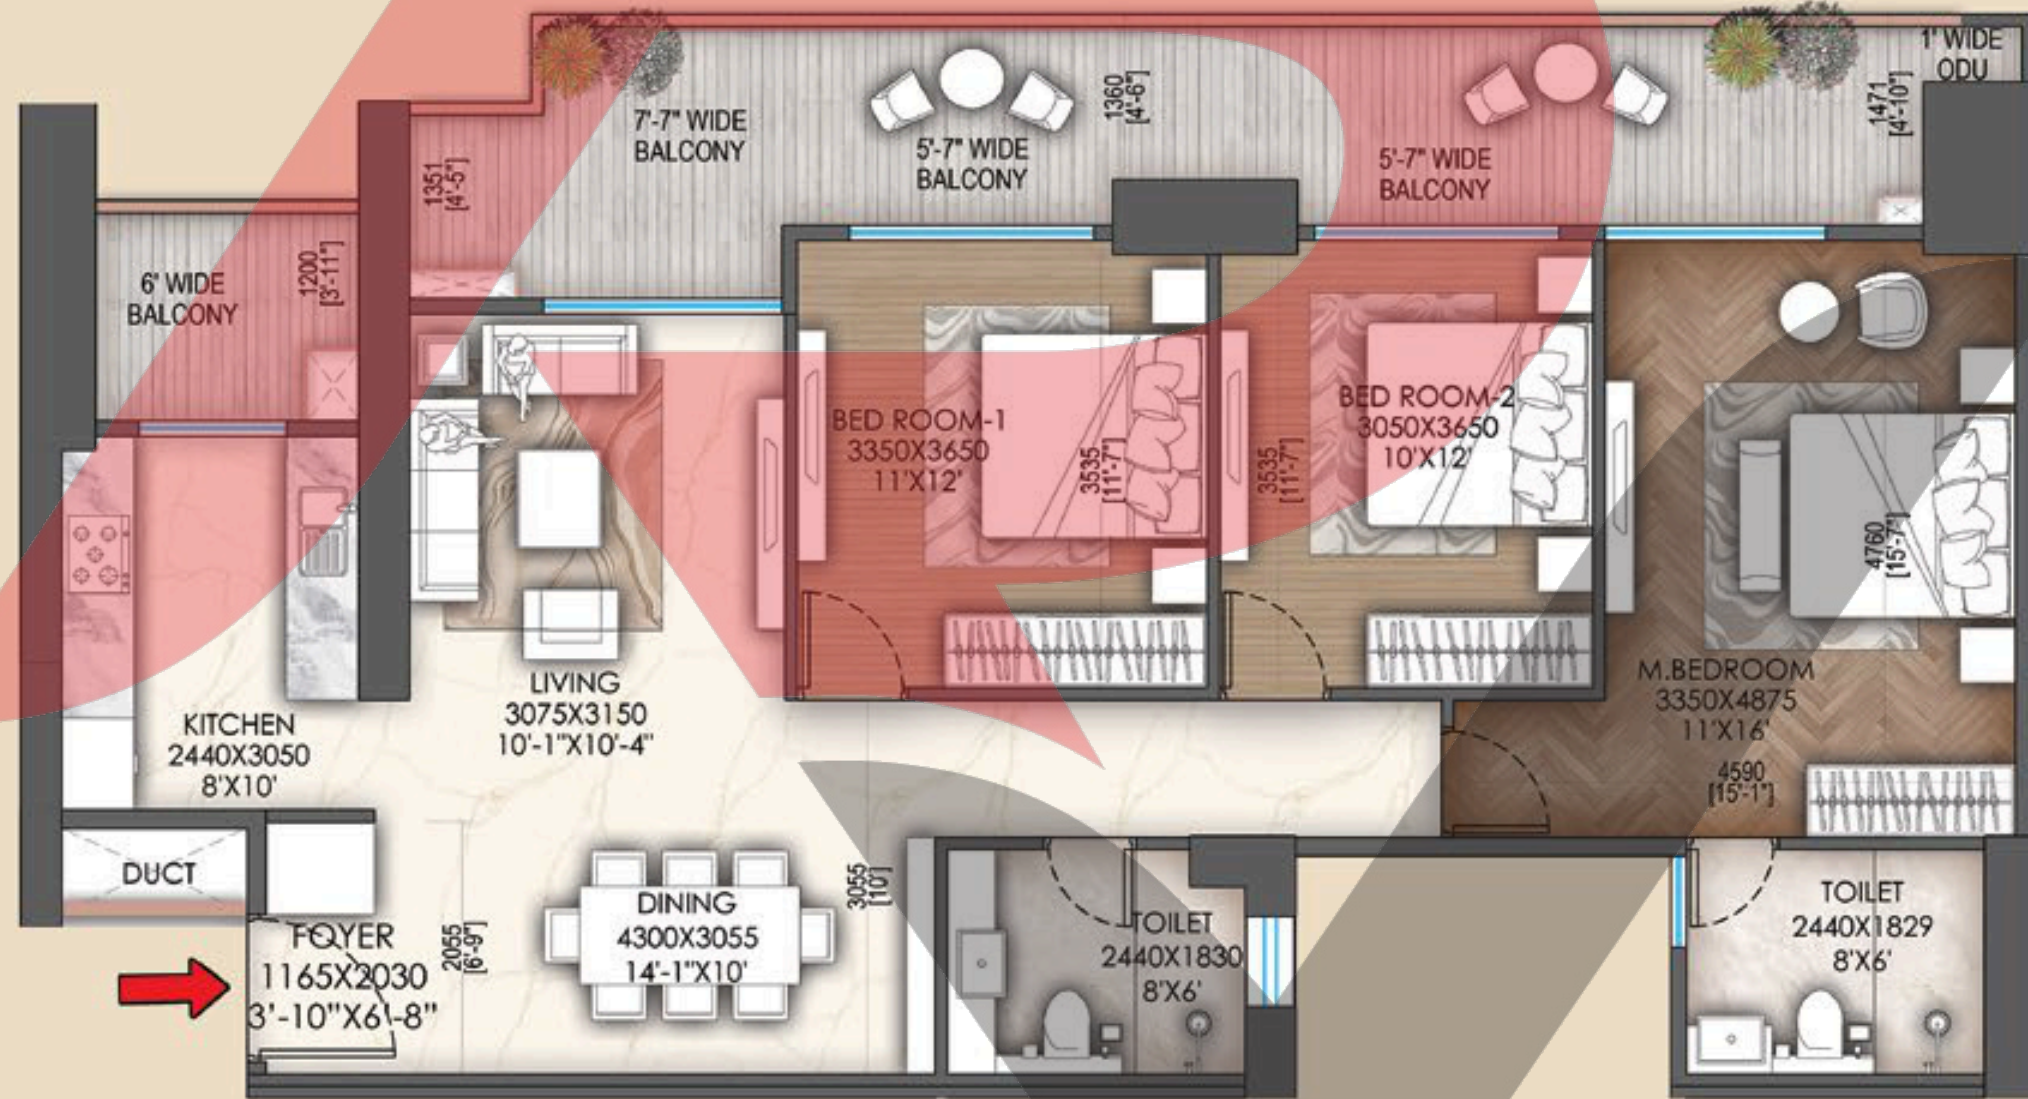 1' WIDE
ODU
7'-7" WIDE
BALCONY
5'-7" WIDE
BALCONY
1360
[4'-6"]
5'-7" WIDE
BALCONY
1471
[4'-10"]
1351
[4'-5"]
6' WIDE
BALCONY
1200
[3'-11"]
BED ROOM-1
3350X3650
11'X12'
3535
[11'-7"]
BED ROOM-2
3050X3650
10'X12'
3535
[11'-7"]
4760
[15'-7"]
M.BEDROOM
3350X4875
11'X16'
4590
[15'-1"]
LIVING
3075X3150
10'-1"X10'-4"
KITCHEN
2440X3050
8'X10'
DUCT
FOYER
1165X2030
3'-10"X6'-8"
2055
[6'-9"]
DINING
4300X3055
14'-1"X10'
3055
[10']
TOILET
2440X1830
8'X6'
TOILET
2440X1829
8'X6'